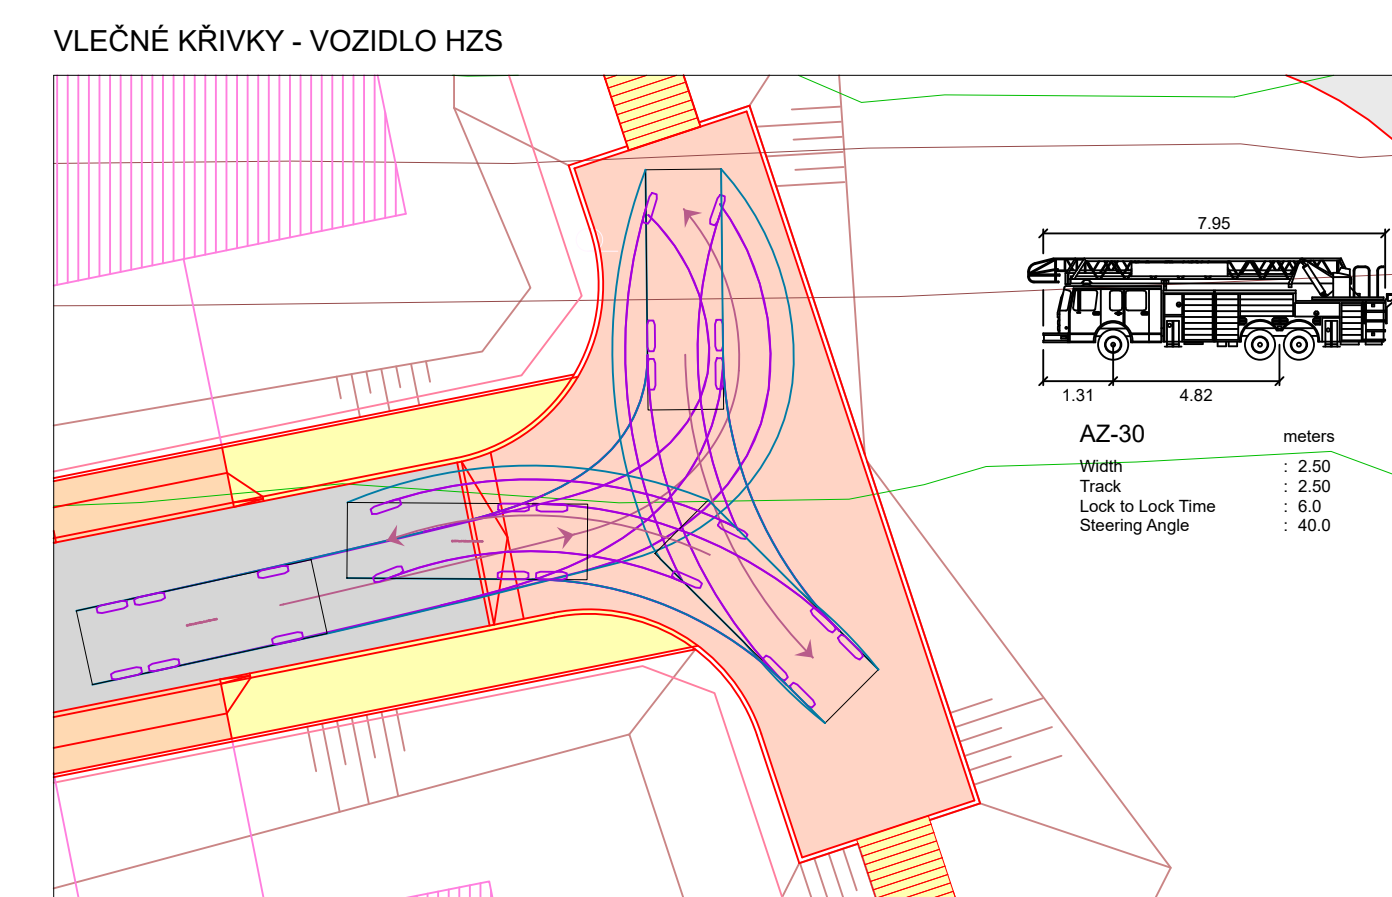 VLEČNÉ KŘIVKY - VOZIDLO HZS
7.95
1.31 4.82
AZ-30 meters
Width : 2.50
Track : 2.50
Lock to Lock Time : 6.0
Steering Angle : 40.0